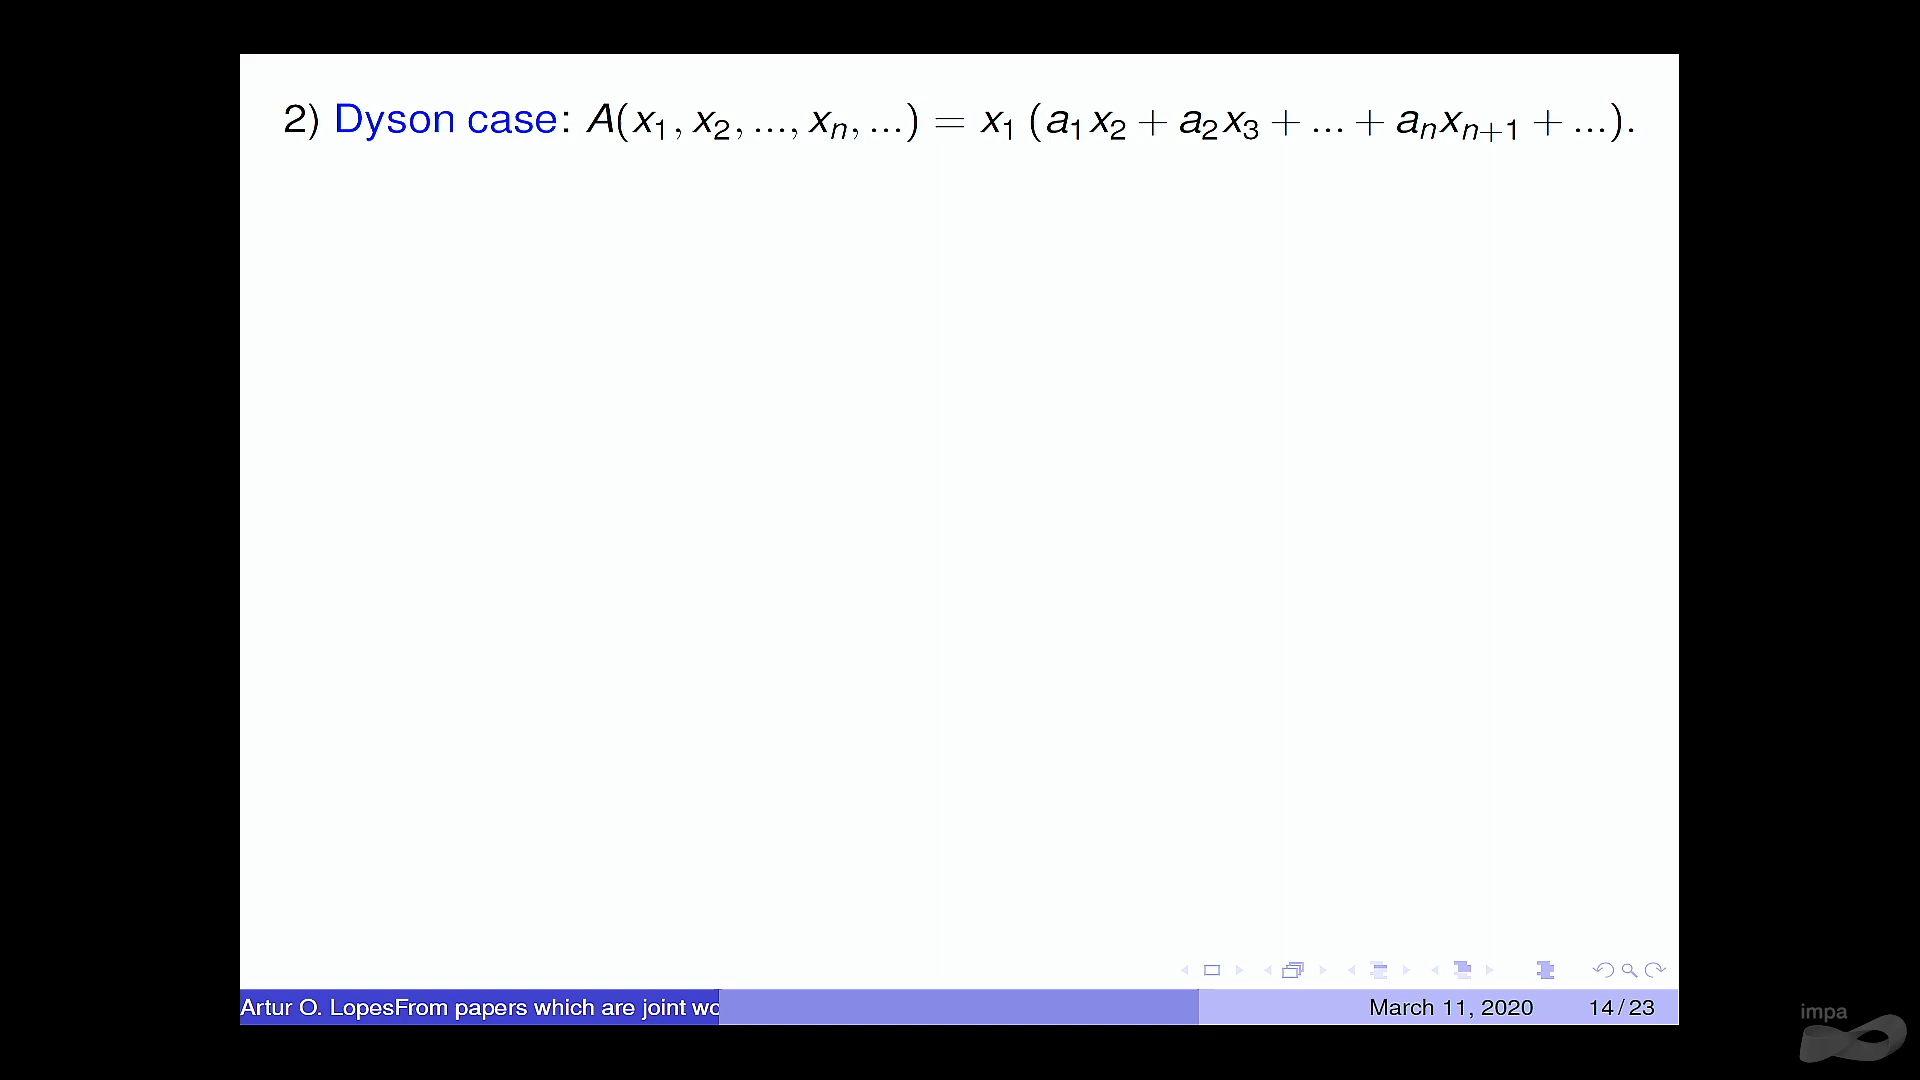 2) Dyson case: A(x₁, x₂, ..., xₙ, ...) = x₁ (a₁x₂ + a₂x₃ + ... + aₙxₙ₊₁ + ...).
Artur O. LopesFrom papers which are joint wo
March 11, 2020
14 / 23
impa